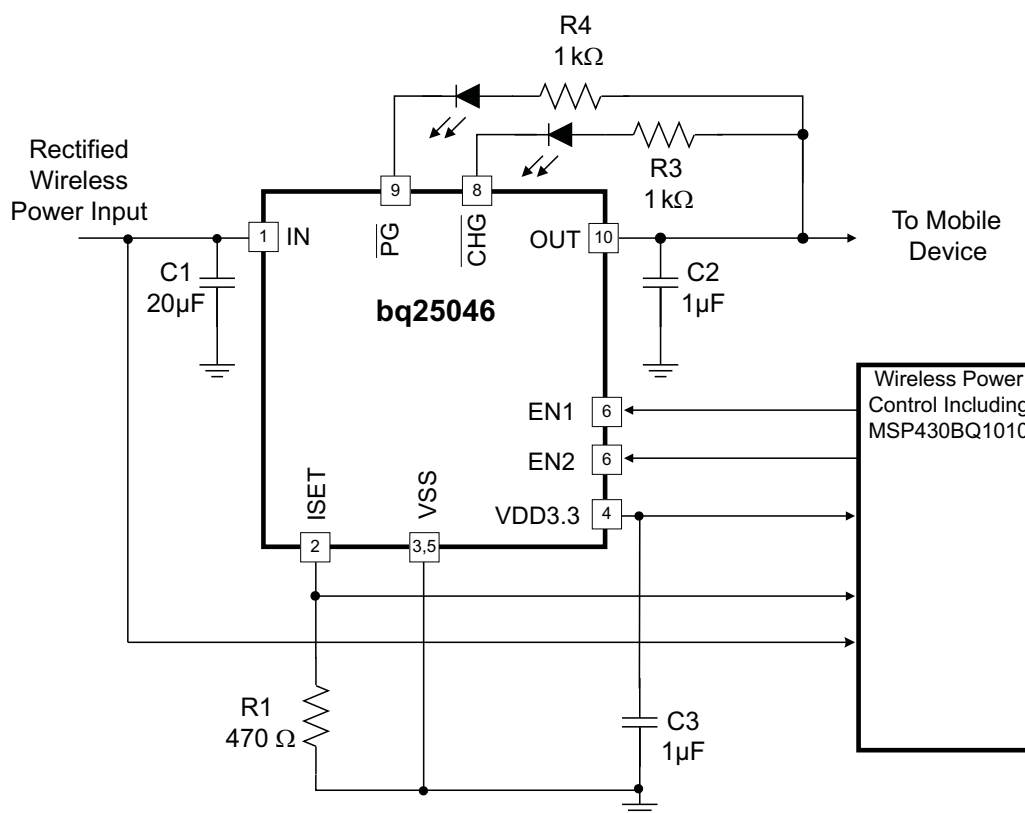 R4
1 kΩ
Rectified
Wireless
Power Input
R3
1 kΩ
9
8
1
IN
PG
CHG
OUT
10
To Mobile
Device
C1
20µF
C2
1µF
bq25046
Wireless Power
Control Including
MSP430BQ1010
EN1
6
EN2
6
ISET
VSS
VDD3.3
4
2
3,5
R1
470 Ω
C3
1µF